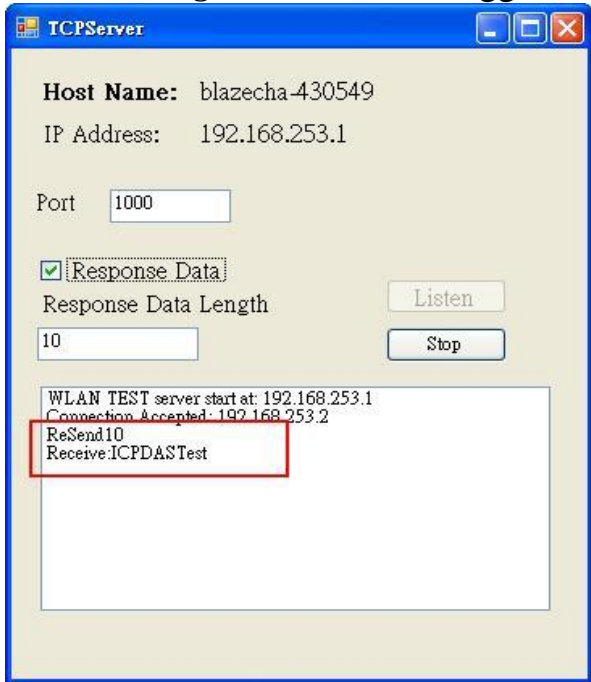 TCPServer
Host Name: blazecha-430549
IP Address: 192.168.253.1
Port 1000
Response Data
Response Data Length
Listen
10
Stop
WLAN TEST server start at: 192.168.253.1
Connection Accepted: 192.168.253.2
ReSend10
Receive:ICPDASTest